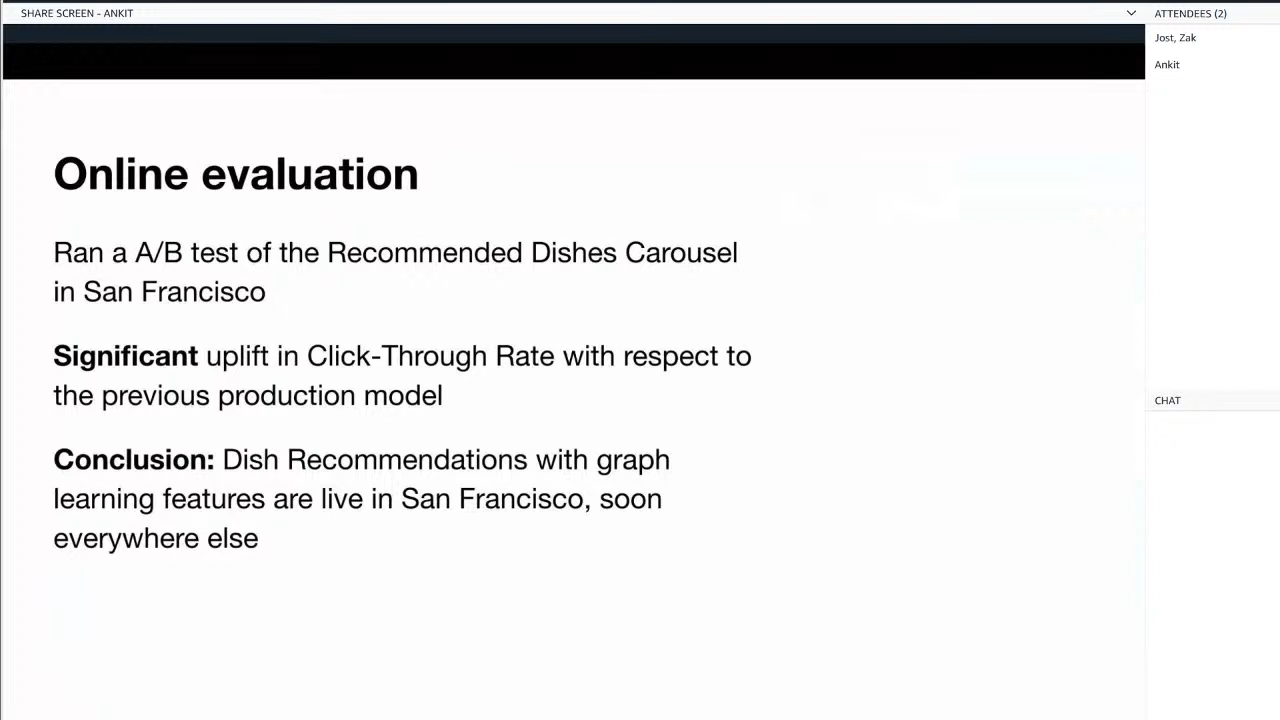 SHARE SCREEN - ANKIT
ATTENDEES (2)
Jost, Zak
Ankit
Online evaluation
Ran a A/B test of the Recommended Dishes Carousel
in San Francisco
Significant uplift in Click-Through Rate with respect to
the previous production model
Conclusion: Dish Recommendations with graph
learning features are live in San Francisco, soon
everywhere else
CHAT